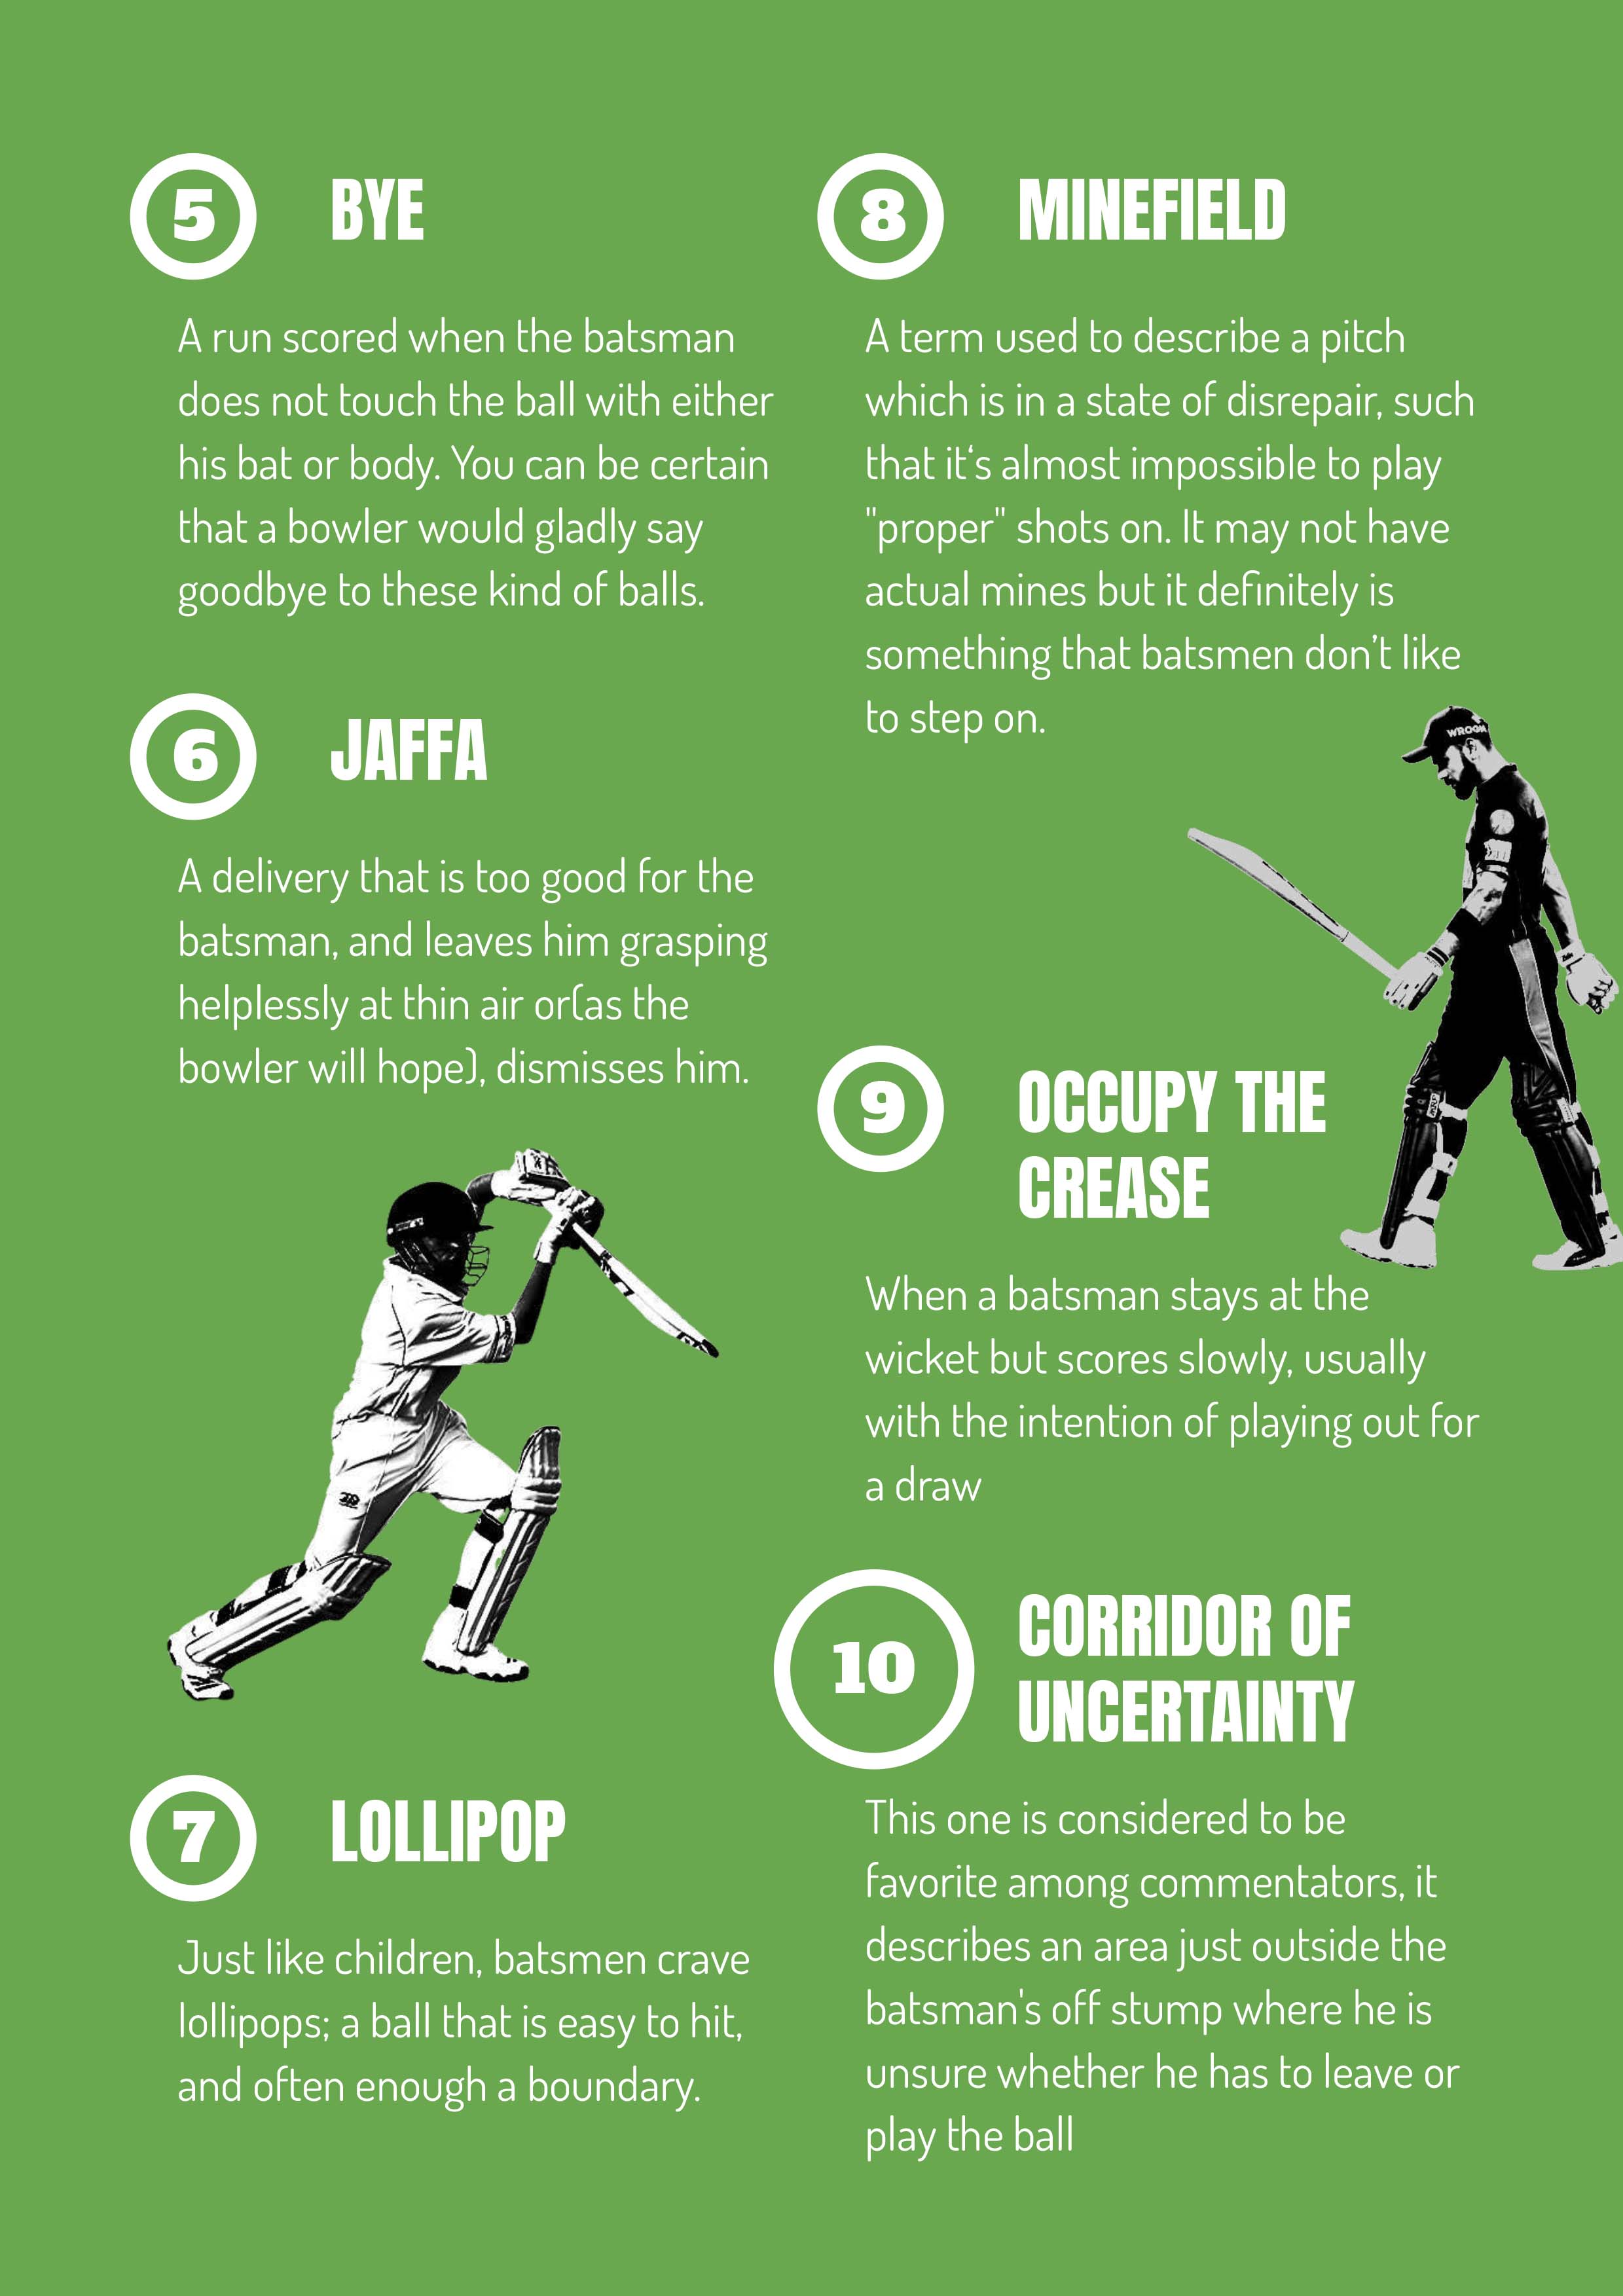 5 BYE
A run scored when the batsman
does not touch the ball with either
his bat or body. You can be certain
that a bowler would gladly say
goodbye to these kind of balls.
6 JAFFA
A delivery that is too good for the
batsman, and leaves him grasping
helplessly at thin air or(as the
bowler will hope), dismisses him.
7 LOLLIPOP
Just like children, batsmen crave
lollipops; a ball that is easy to hit,
and often enough a boundary.
8 MINEFIELD
A term used to describe a pitch
which is in a state of disrepair, such
that it‘s almost impossible to play
"proper" shots on. It may not have
actual mines but it definitely is
something that batsmen don’t like
to step on.
WROGN
9 OCCUPY THE
CREASE
When a batsman stays at the
wicket but scores slowly, usually
with the intention of playing out for
a draw
10 CORRIDOR OF
UNCERTAINTY
This one is considered to be
favorite among commentators, it
describes an area just outside the
batsman's off stump where he is
unsure whether he has to leave or
play the ball